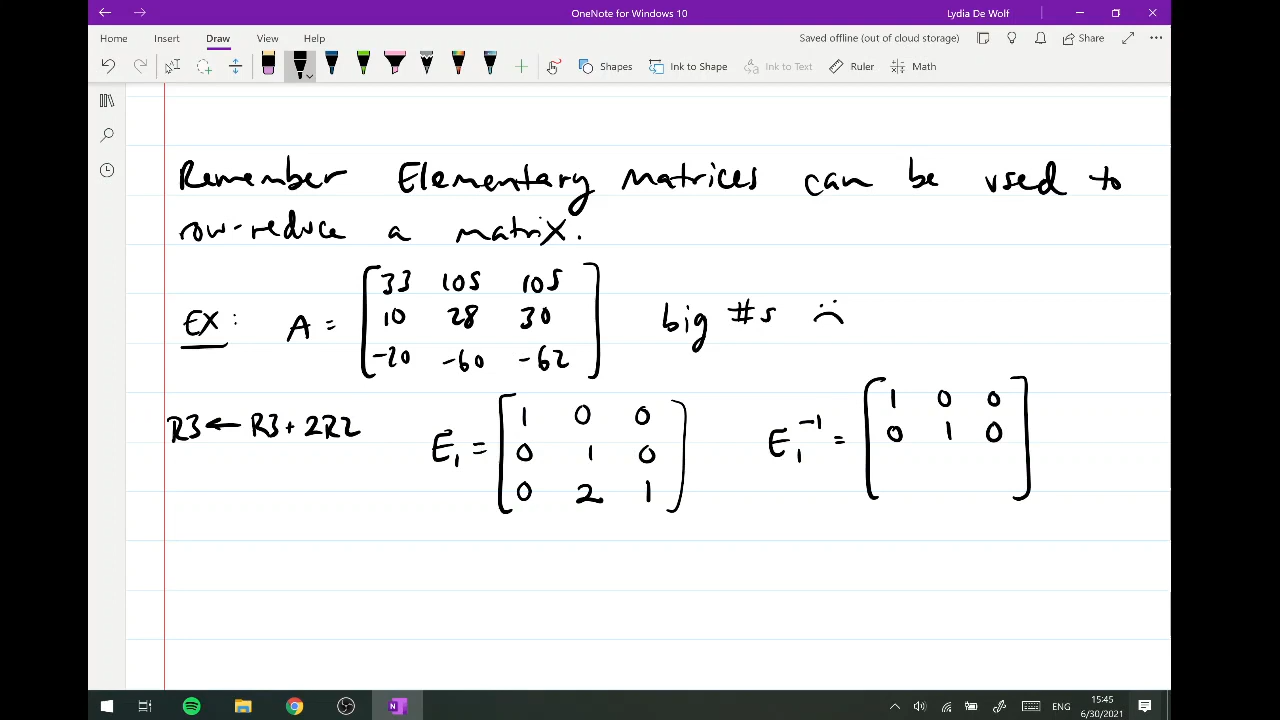 OneNote for Windows 10
Lydia De Wolf
Home Insert Draw View Help
Saved offline (out of cloud storage)
Share
Shapes Ink to Shape Ink to Text Ruler Math
Remember Elementary matrices can be used to
row-reduce a matrix.
EX: A = [33 105 105
10 28 30
-20 -60 -62]
big #s :(
R3 ← R3 + 2R2
E₁ = [1 0 0
0 1 0
0 2 1]
E₁⁻¹ = [1 0 0
0 1 0]
ENG
15:45
6/30/2021